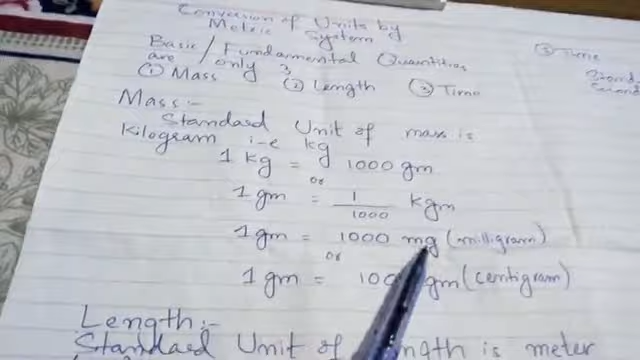 Conversion of Units by
Metric System
Basic / Fundamental Quantities
are only 3
① Mass ② Length ③ Time
Mass :-
Standard Unit of mass is
Kilogram i-e kg
1 kg = 1000 gm
or
1 gm = 1/1000 kgm
1 gm = 1000 mg (milligram)
or
1 gm = 100 gm (centigram)
Length :-
Standard Unit of length is meter
③ Time